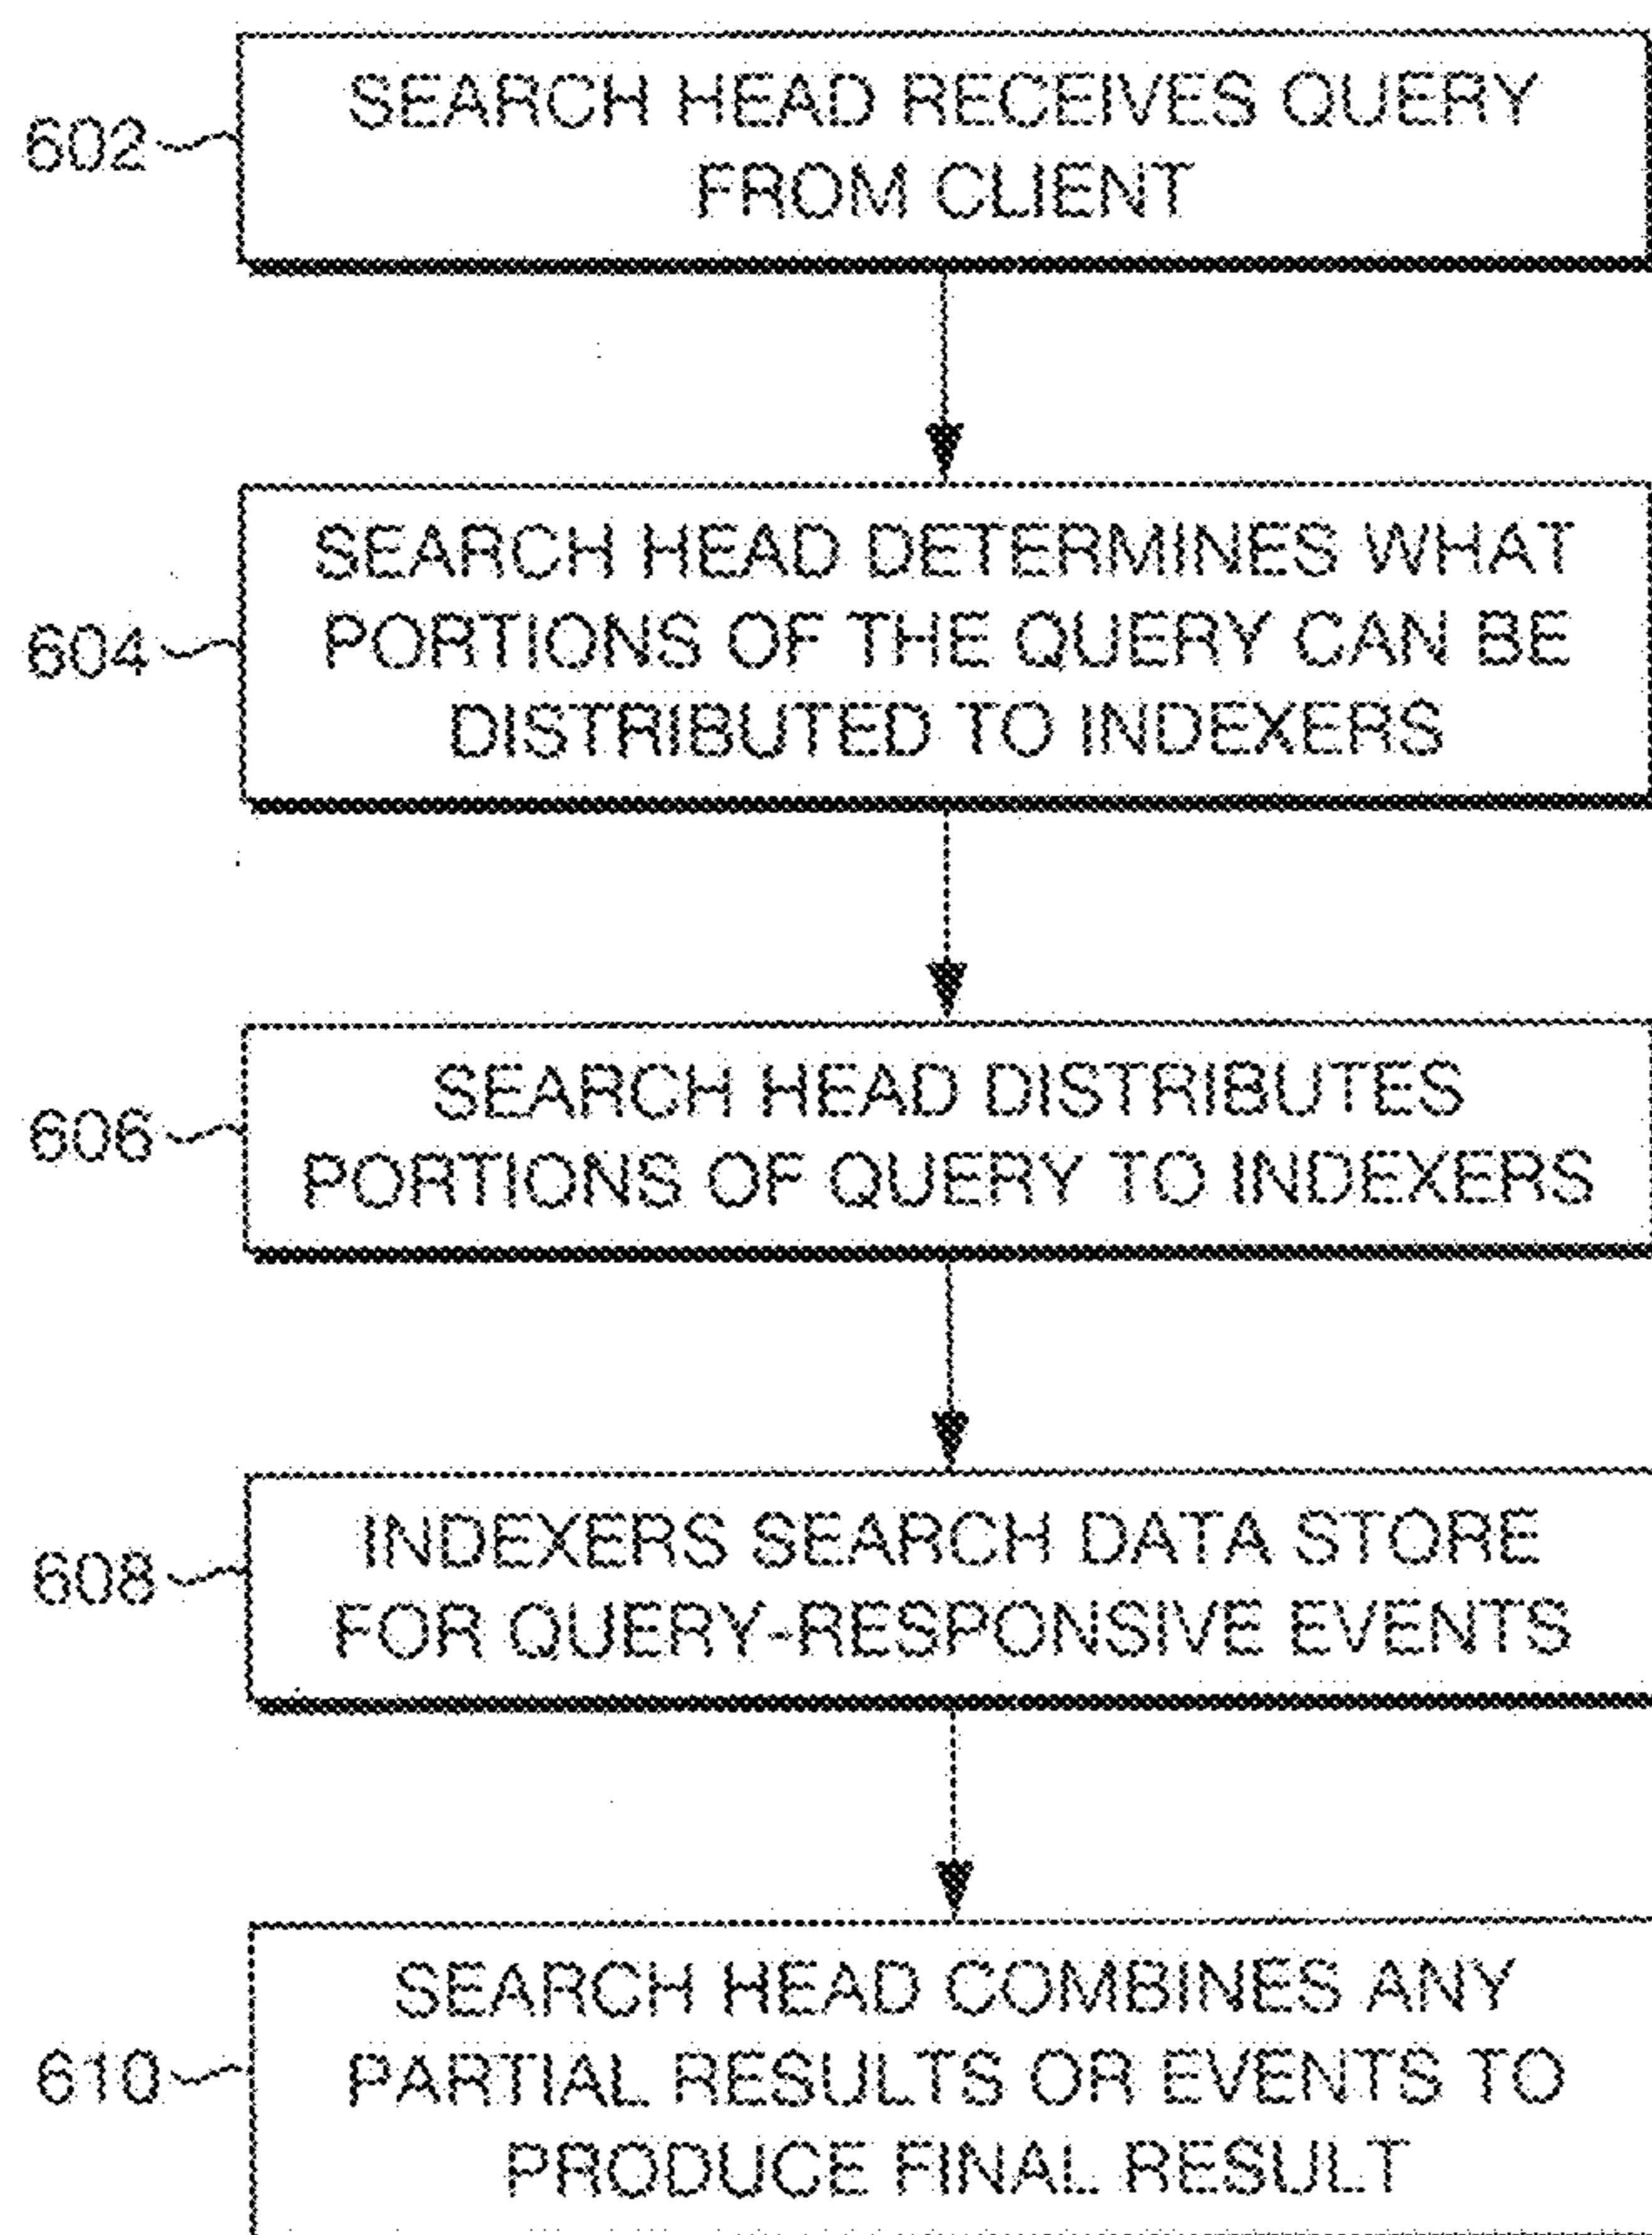 602
SEARCH HEAD RECEIVES QUERY
FROM CLIENT
604
SEARCH HEAD DETERMINES WHAT
PORTIONS OF THE QUERY CAN BE
DISTRIBUTED TO INDEXERS
606
SEARCH HEAD DISTRIBUTES
PORTIONS OF QUERY TO INDEXERS
608
INDEXERS SEARCH DATA STORE
FOR QUERY-RESPONSIVE EVENTS
610
SEARCH HEAD COMBINES ANY
PARTIAL RESULTS OR EVENTS TO
PRODUCE FINAL RESULT